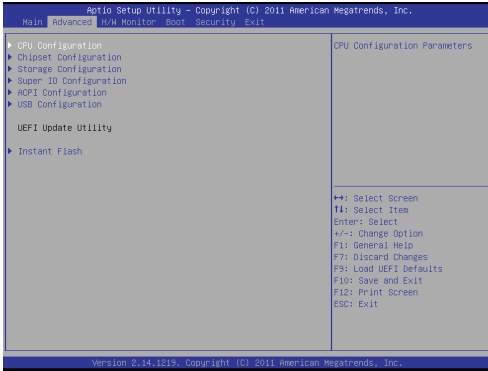 Aptio Setup Utility – Copyright (C) 2011 American Megatrends, Inc.
Main Advanced H/W Monitor Boot Security Exit
CPU Configuration
Chipset Configuration
Storage Configuration
Super IO Configuration
ACPI Configuration
USB Configuration
UEFI Update Utility
Instant Flash
CPU Configuration Parameters
→←: Select Screen
↑↓: Select Item
Enter: Select
+/-: Change Option
F1: General Help
F7: Discard Changes
F9: Load UEFI Defaults
F10: Save and Exit
F12: Print Screen
ESC: Exit
Version 2.14.1219. Copyright (C) 2011 American Megatrends, Inc.